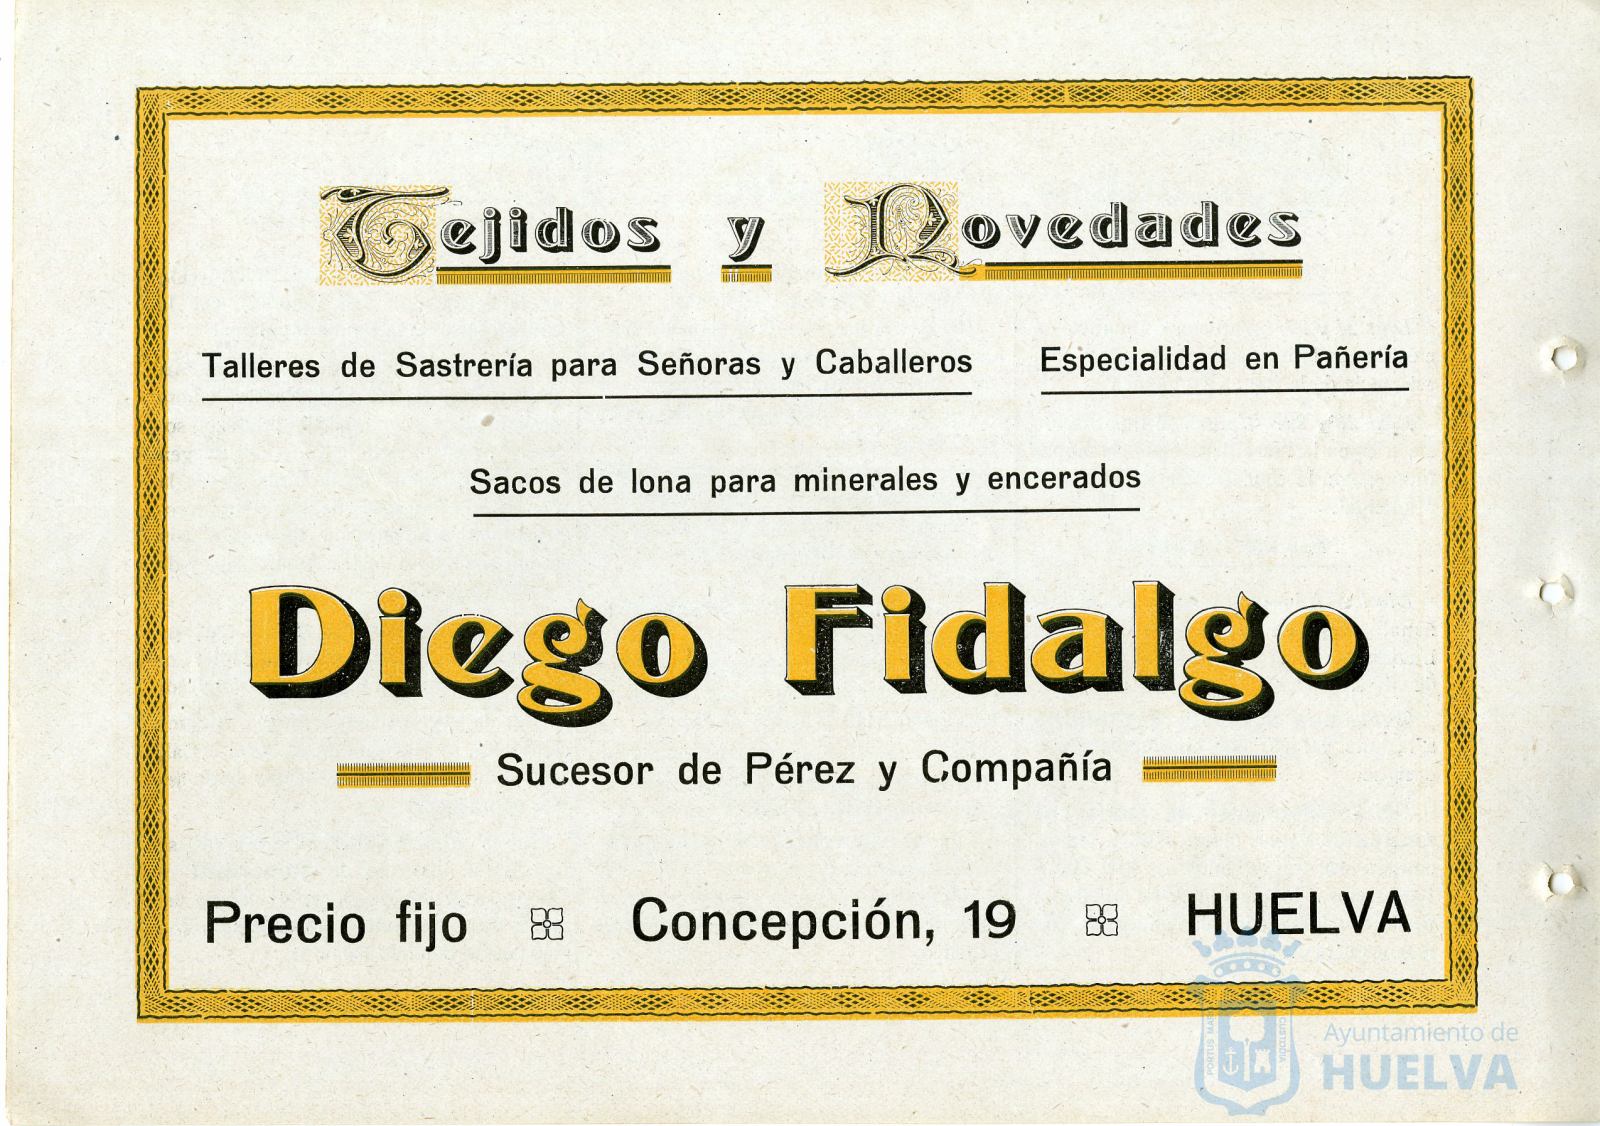 Tejidos y Novedades
Talleres de Sastrería para Señoras y Caballeros Especialidad en Pañería
Sacos de lona para minerales y encerados
Diego Fidalgo
Sucesor de Pérez y Compañía
Precio fijo Concepción, 19 HUELVA
Ayuntamiento de
HUELVA